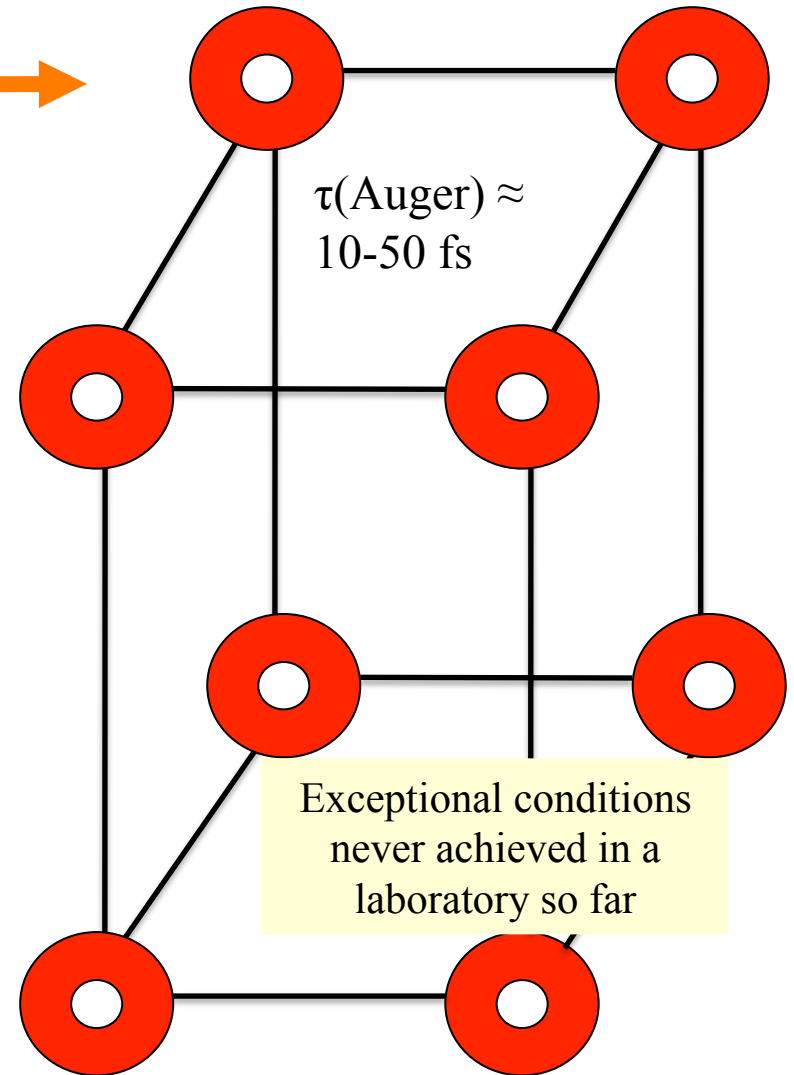 τ(Auger) ≈
10-50 fs
Exceptional conditions
never achieved in a
laboratory so far